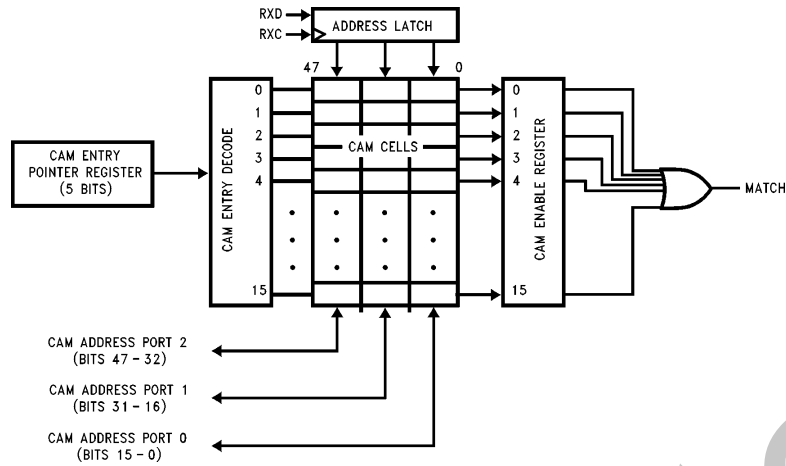 RXD
RXC
ADDRESS LATCH
47
0
CAM ENTRY
POINTER REGISTER
(5 BITS)
CAM ENTRY DECODE
0
1
2
3
4
15
CAM CELLS
CAM ENABLE REGISTER
0
1
2
3
4
15
MATCH
CAM ADDRESS PORT 2
(BITS 47-32)
CAM ADDRESS PORT 1
(BITS 31-16)
CAM ADDRESS PORT 0
(BITS 15-0)